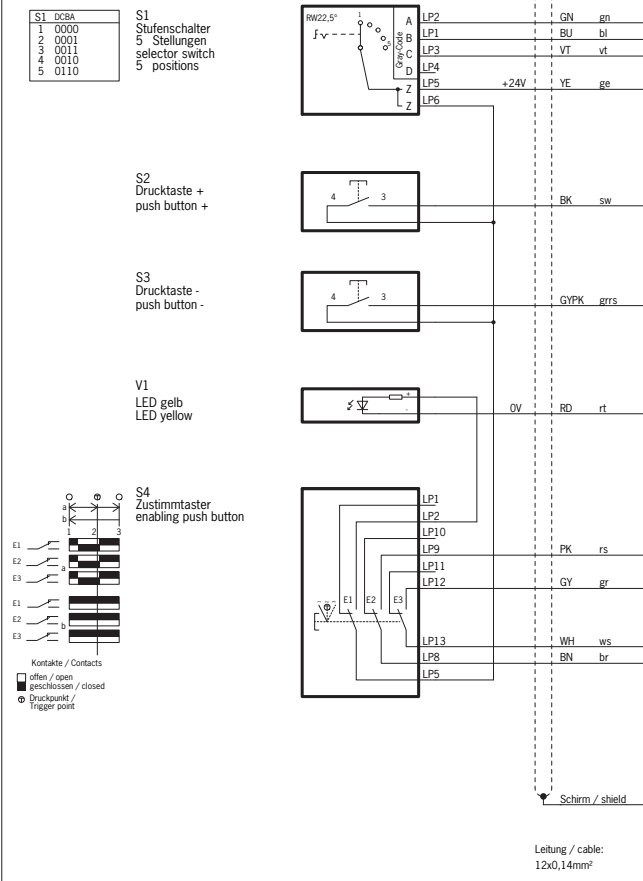 S1 DCBA
1 0000
2 0001
3 0011
4 0010
5 0110
S1
Stufenschalter
5 Stellungen
selector switch
5 positions
RW22,5°
1
5
Gray-Code
A
B
C
D
Z
Z
LP2
LP1
LP3
LP4
LP5
LP6
+24V
GN gn
BU bl
VT vt
YE ge
S2
Drucktaste +
push button +
4 3
BK sw
S3
Drucktaste -
push button -
4 3
GYPK grrs
V1
LED gelb
LED yellow
+
-
0V
RD rt
S4
Zustimmtaster
enabling push button
a
b
1 2 3
E1
E2
a
E3
E1
E2
b
E3
Kontakte / Contacts
offen / open
geschlossen / closed
Druckpunkt /
Trigger point
E1 E2 E3
LP1
LP2
LP10
LP9
LP11
LP12
LP13
LP8
LP5
PK rs
GY gr
WH ws
BN br
Schirm / shield
Leitung / cable:
12x0,14mm²